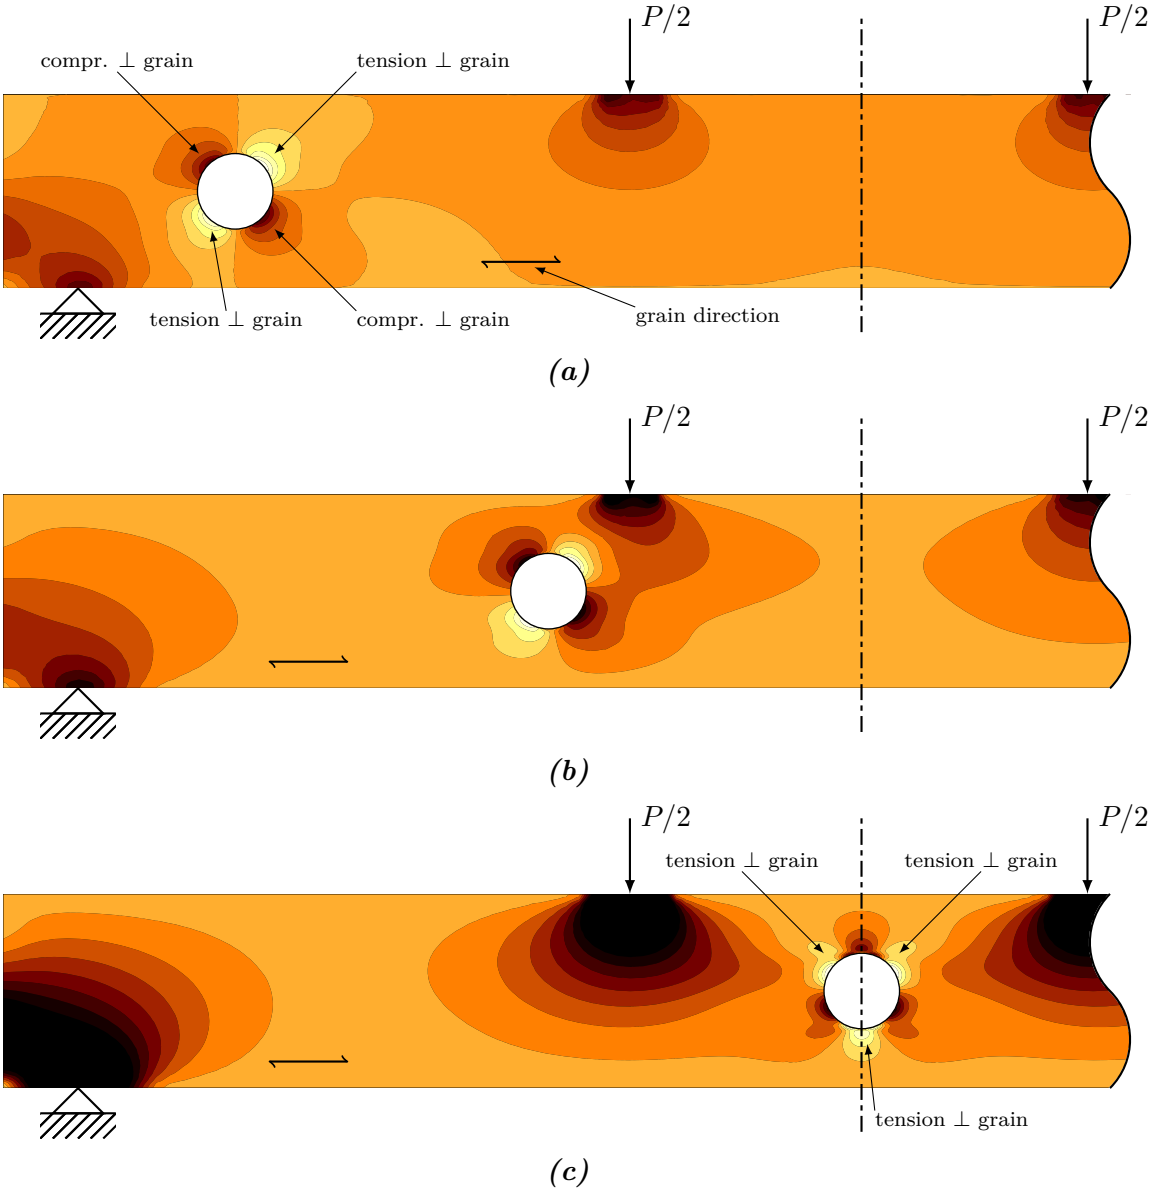 P/2 P/2
compr. ⊥ grain tension ⊥ grain
tension ⊥ grain compr. ⊥ grain grain direction
(a)
P/2 P/2
(b)
P/2 P/2
tension ⊥ grain tension ⊥ grain
tension ⊥ grain
(c)